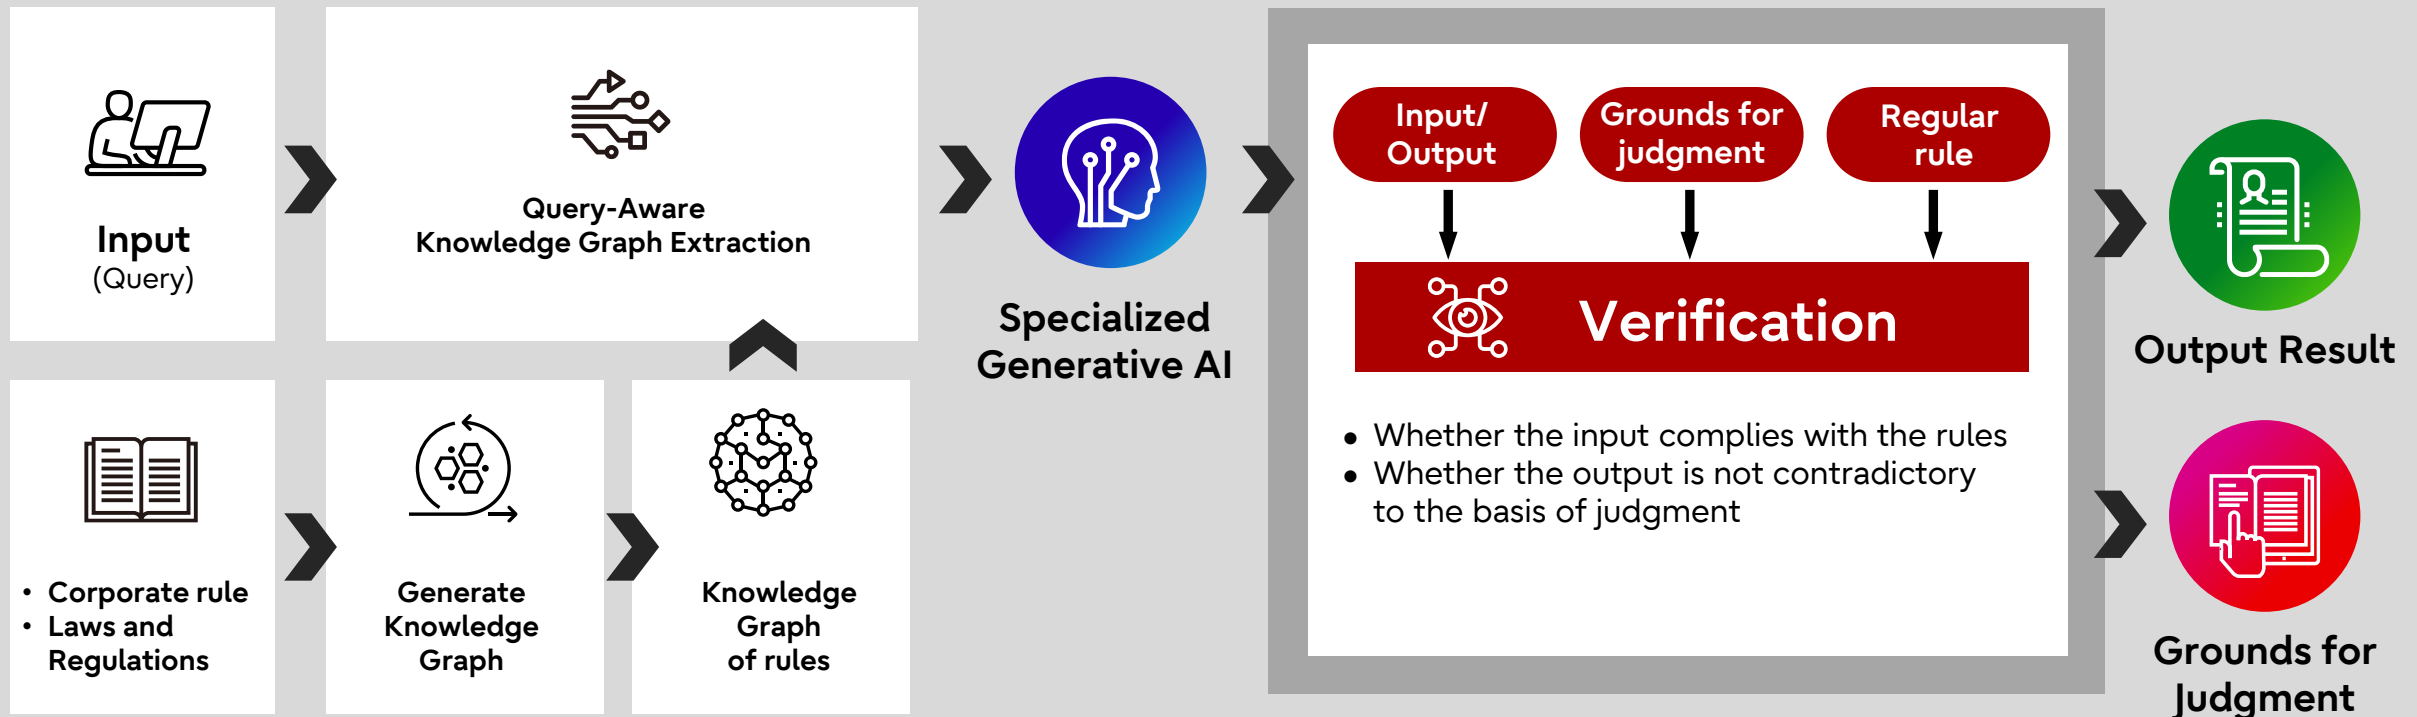 Input
(Query)
Query-Aware
Knowledge Graph Extraction
• Corporate rule
• Laws and
Regulations
Generate
Knowledge
Graph
Knowledge
Graph
of rules
Specialized
Generative AI
Input/
Output
Grounds for
judgment
Regular
rule
Verification
• Whether the input complies with the rules
• Whether the output is not contradictory
to the basis of judgment
Output Result
Grounds for
Judgment